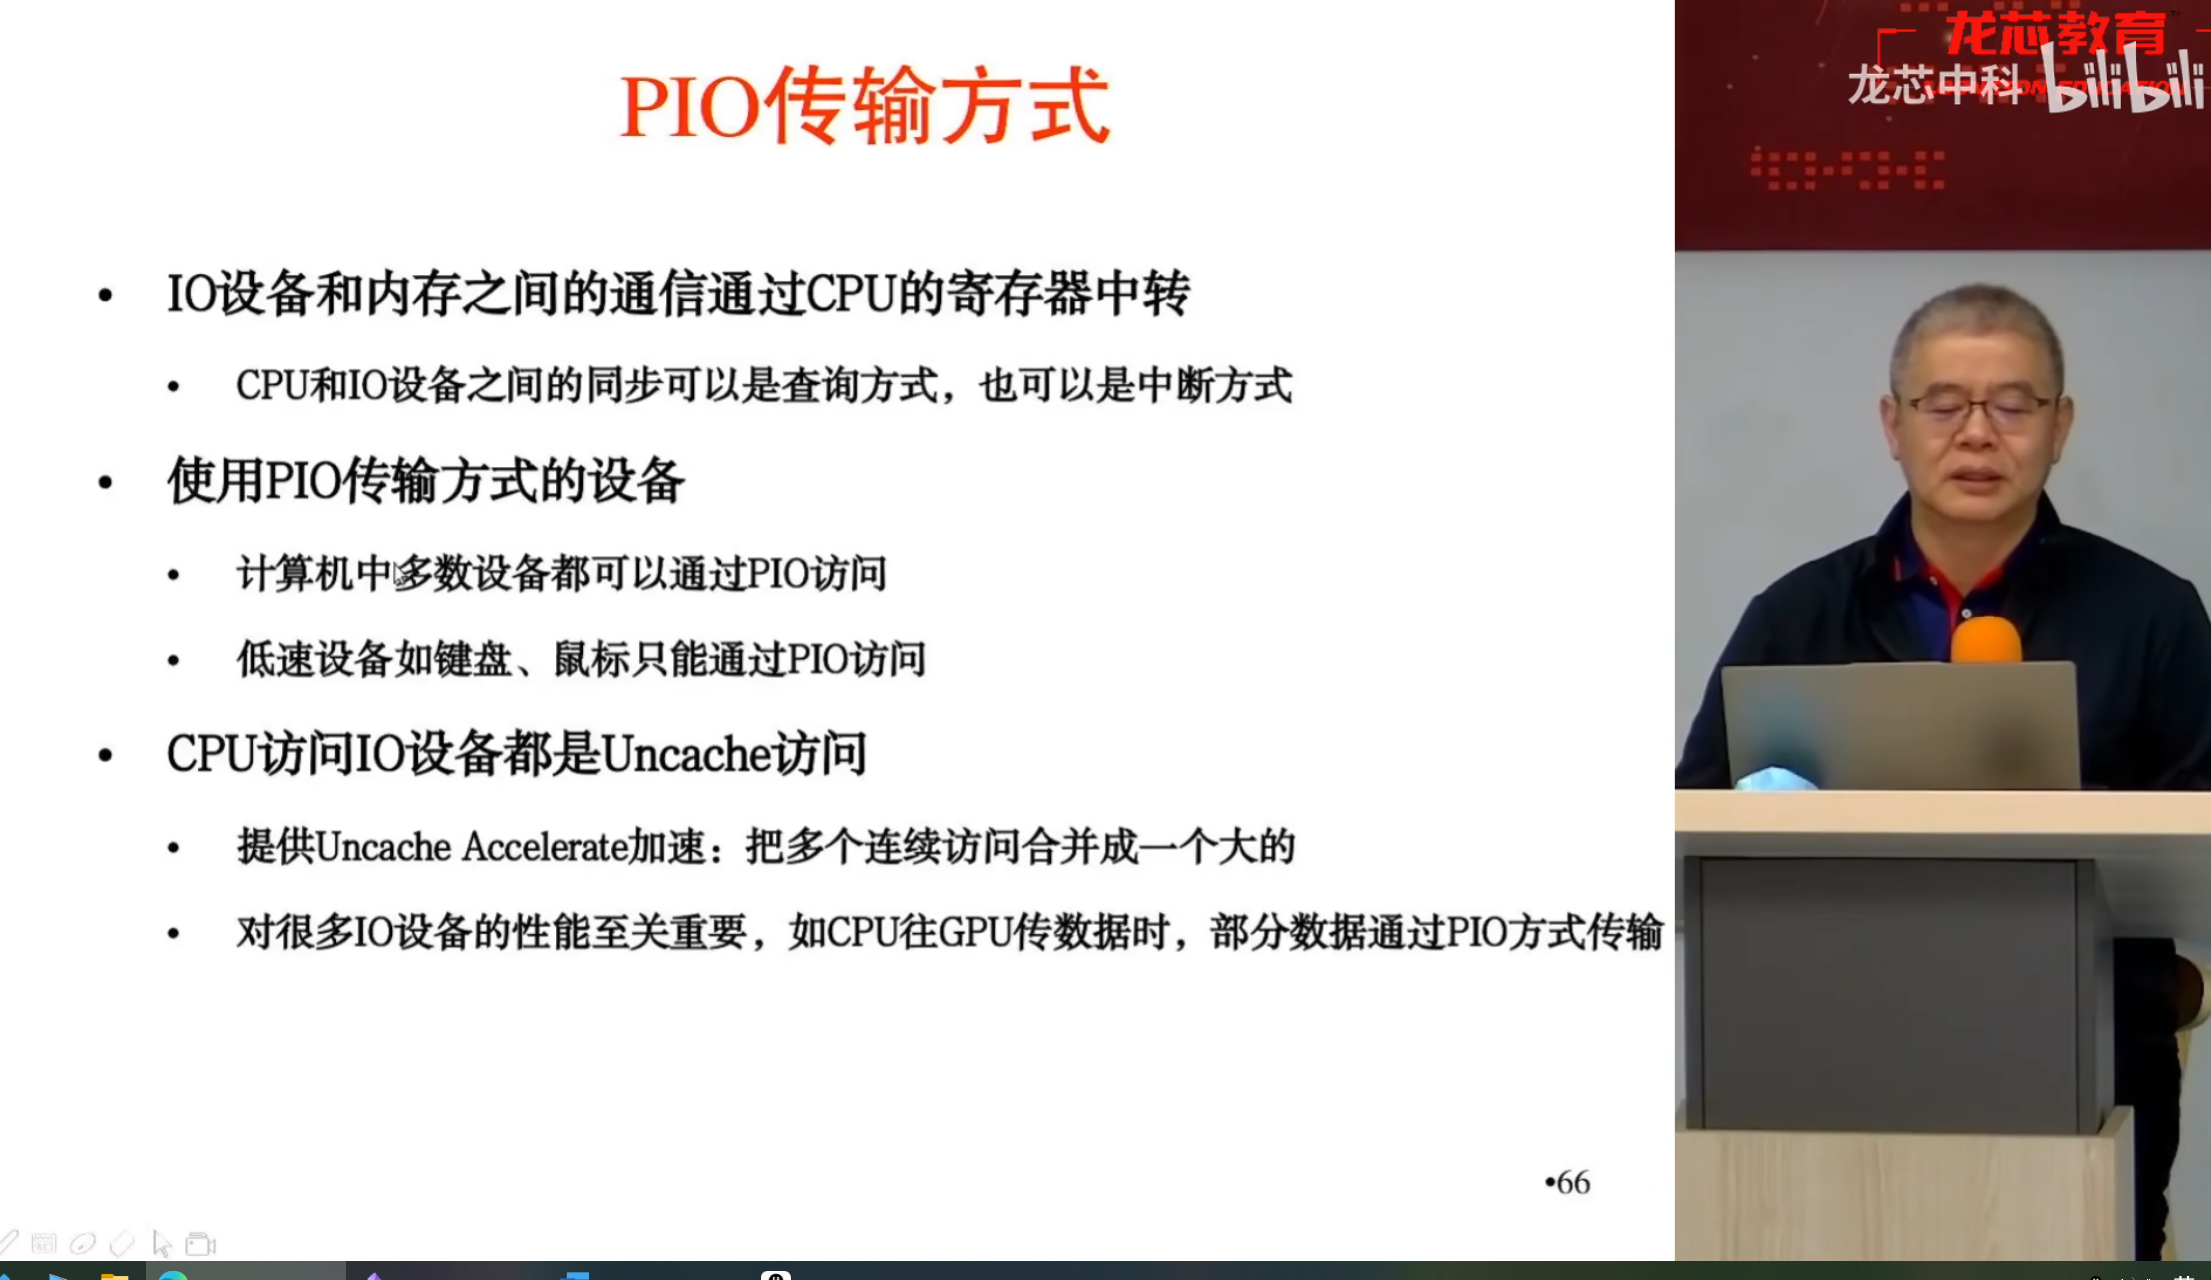 PIO传输方式
• IO设备和内存之间的通信通过CPU的寄存器中转
• CPU和IO设备之间的同步可以是查询方式，也可以是中断方式
• 使用PIO传输方式的设备
• 计算机中多数设备都可以通过PIO访问
• 低速设备如键盘、鼠标只能通过PIO访问
• CPU访问IO设备都是Uncache访问
• 提供Uncache Accelerate加速：把多个连续访问合并成一个大的
• 对很多IO设备的性能至关重要，如CPU往GPU传数据时，部分数据通过PIO方式传输
•66
龙芯教育
龙芯中科 bilibili